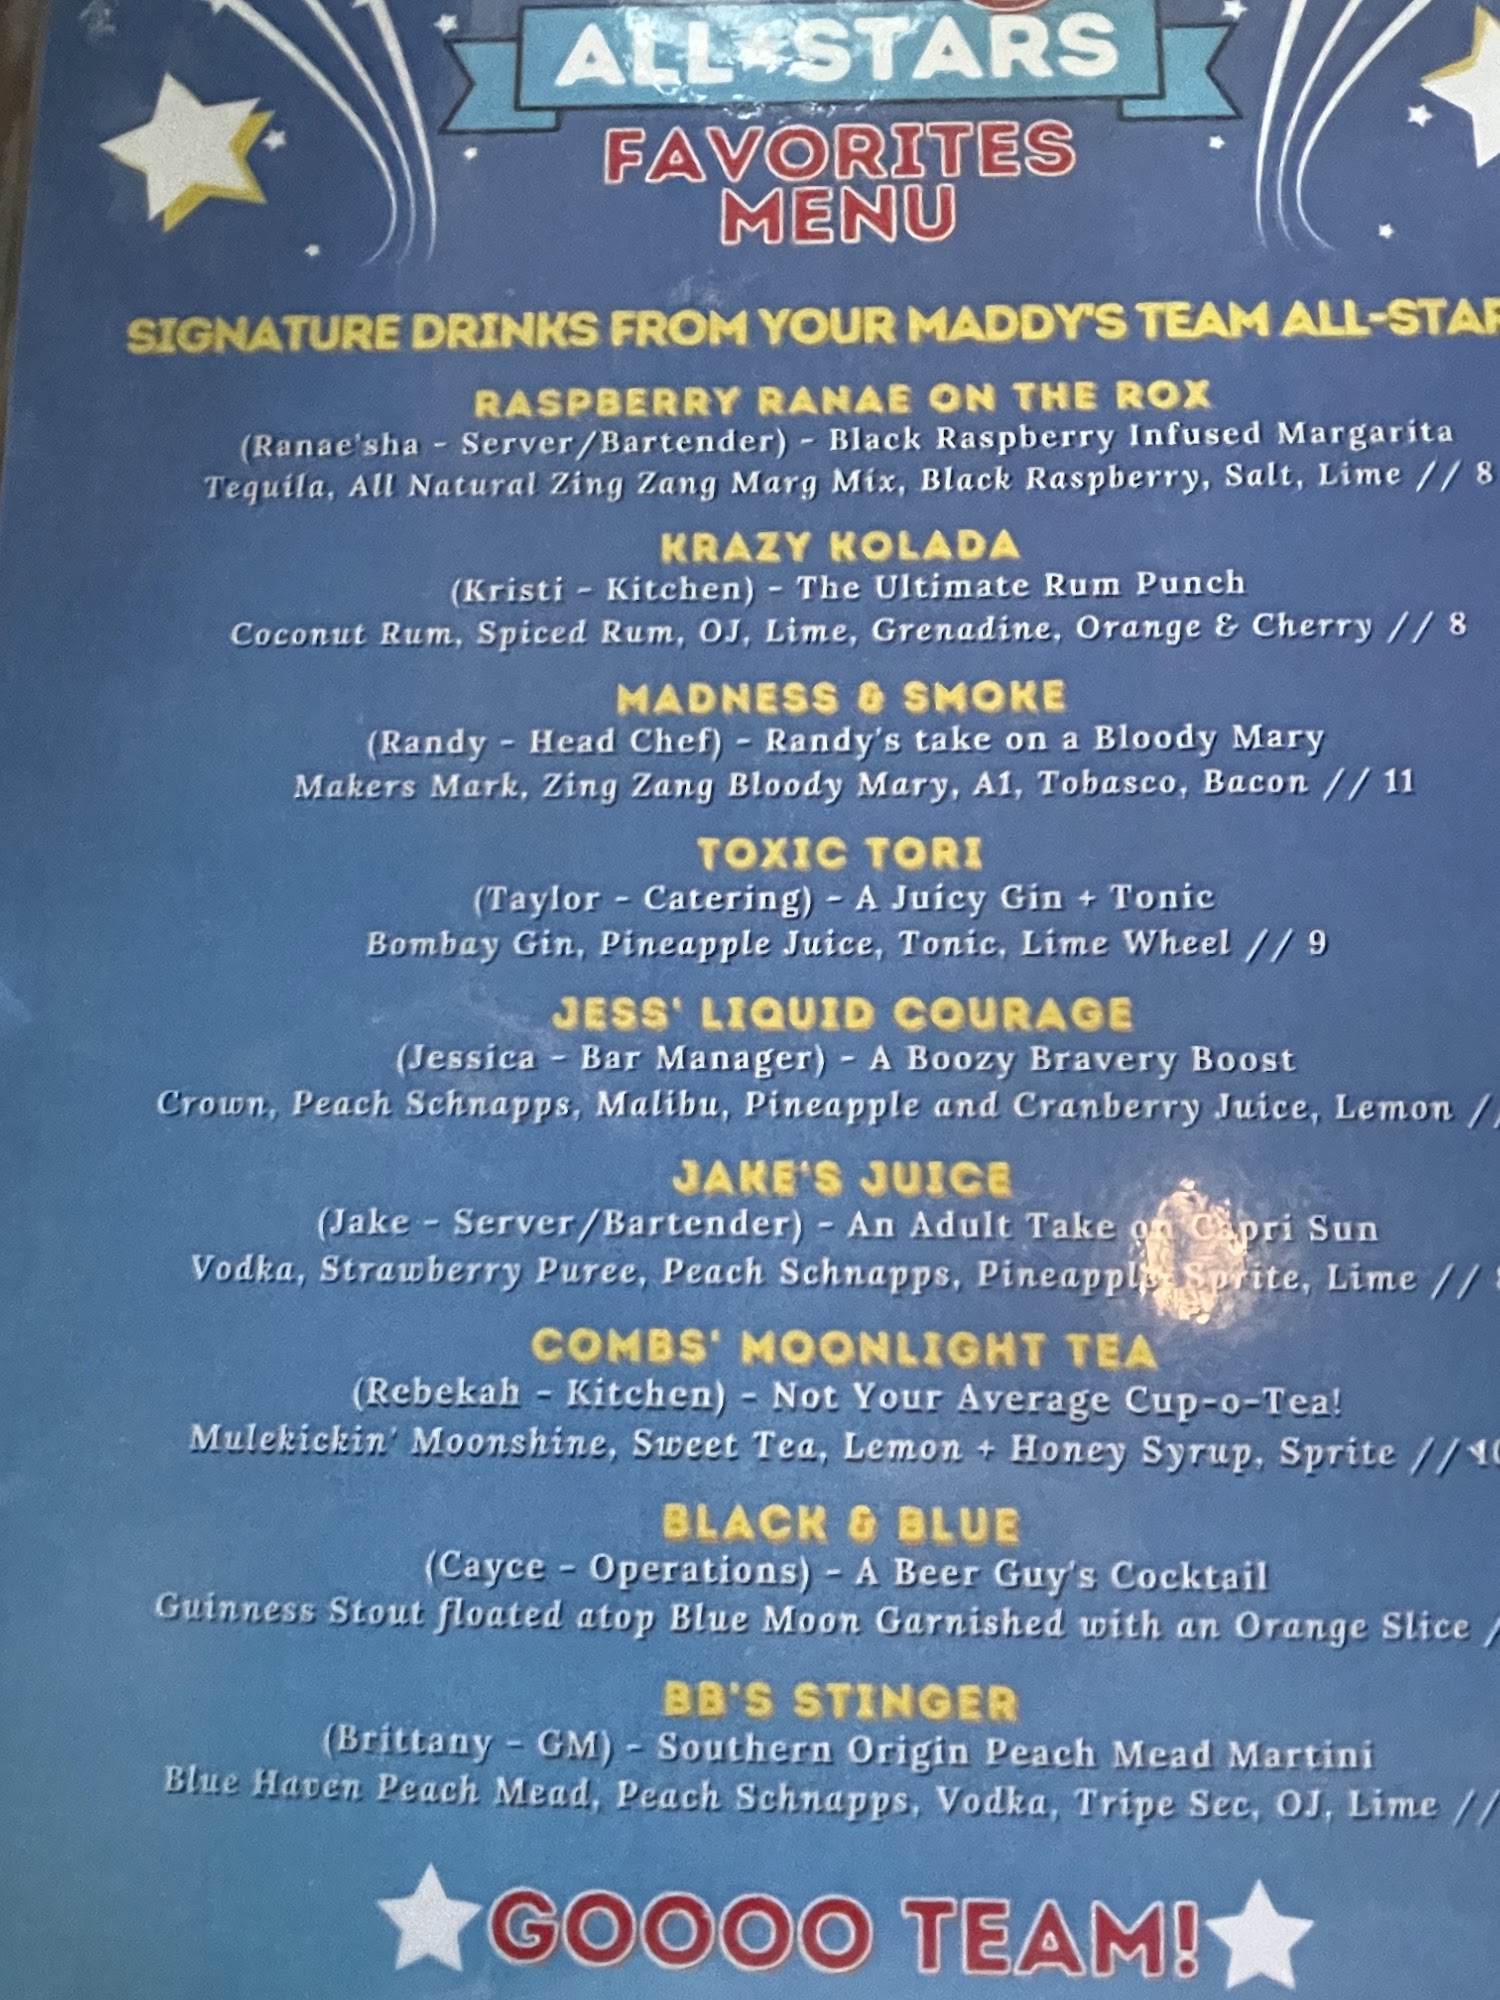 ALL★STARS
FAVORITES
MENU
SIGNATURE DRINKS FROM YOUR MADDY'S TEAM ALL-STAR
RASPBERRY RANAE ON THE ROX
(Ranae'sha - Server/Bartender) - Black Raspberry Infused Margarita
Tequila, All Natural Zing Zang Marg Mix, Black Raspberry, Salt, Lime // 8
KRAZY KOLADA
(Kristi - Kitchen) - The Ultimate Rum Punch
Coconut Rum, Spiced Rum, OJ, Lime, Grenadine, Orange & Cherry // 8
MADNESS & SMOKE
(Randy - Head Chef) - Randy's take on a Bloody Mary
Makers Mark, Zing Zang Bloody Mary, A1, Tobasco, Bacon // 11
TOXIC TORI
(Taylor - Catering) - A Juicy Gin + Tonic
Bombay Gin, Pineapple Juice, Tonic, Lime Wheel // 9
JESS' LIQUID COURAGE
(Jessica - Bar Manager) - A Boozy Bravery Boost
Crown, Peach Schnapps, Malibu, Pineapple and Cranberry Juice, Lemon //
JAKE'S JUICE
(Jake - Server/Bartender) - An Adult Take on Capri Sun
Vodka, Strawberry Puree, Peach Schnapps, Pineapple, Sprite, Lime //
COMBS' MOONLIGHT TEA
(Rebekah - Kitchen) - Not Your Average Cup-o-Tea!
Mulekickin' Moonshine, Sweet Tea, Lemon + Honey Syrup, Sprite // 10
BLACK & BLUE
(Cayce - Operations) - A Beer Guy's Cocktail
Guinness Stout floated atop Blue Moon Garnished with an Orange Slice /
BB'S STINGER
(Brittany - GM) - Southern Origin Peach Mead Martini
Blue Haven Peach Mead, Peach Schnapps, Vodka, Tripe Sec, OJ, Lime //
GOOOO TEAM!